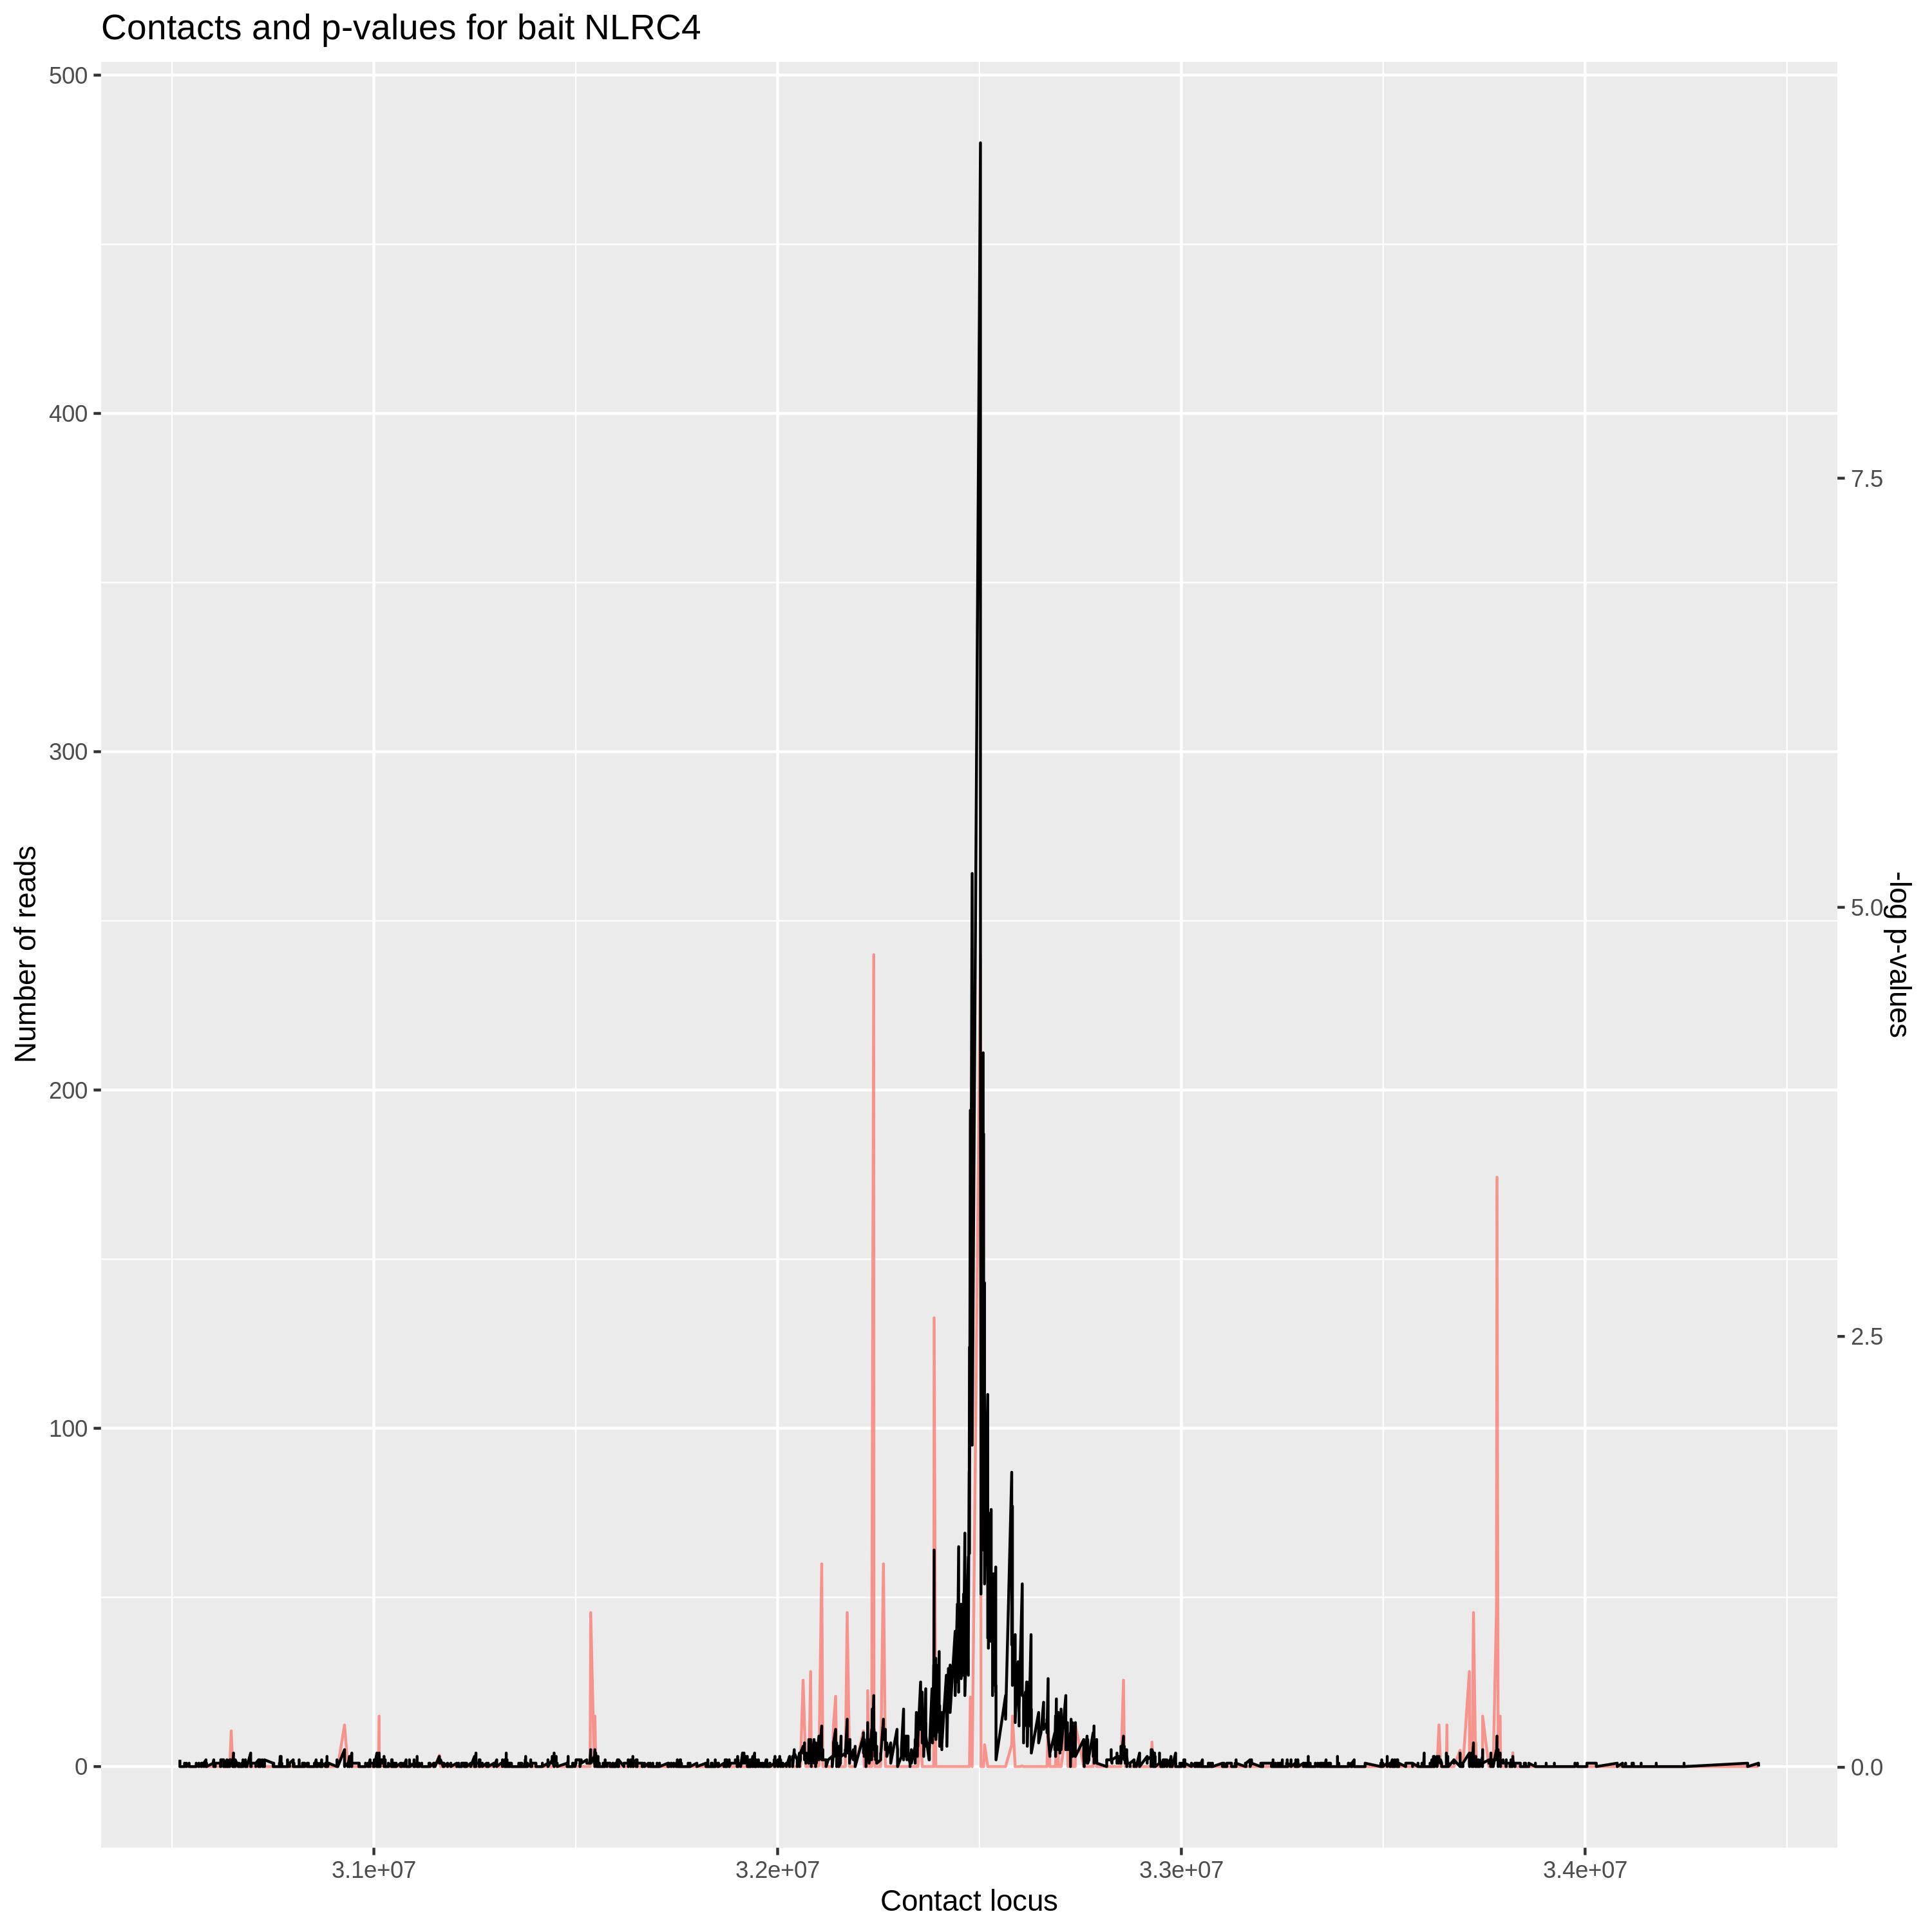 Contacts and p-values for bait NLRC4
500
400
300
200
100
0
Number of reads
7.5
5.0
2.5
0.0
-log p-values
3.1e+07
3.2e+07
3.3e+07
3.4e+07
Contact locus